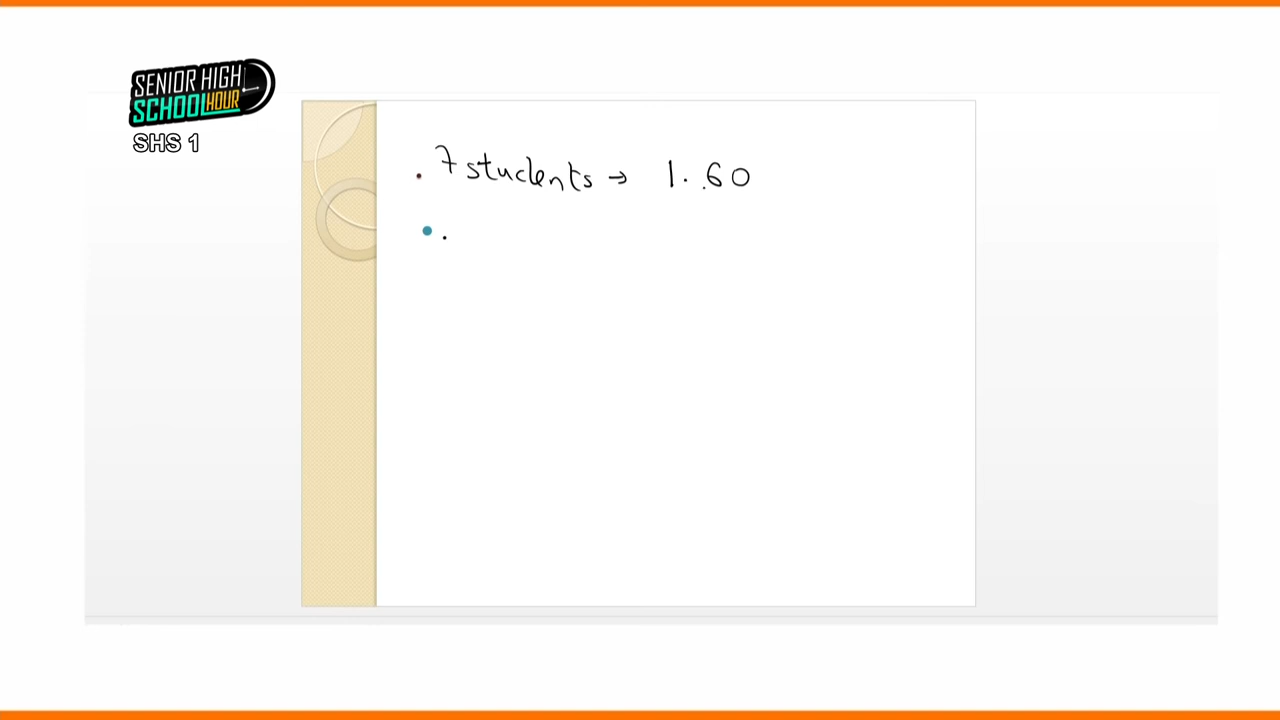 SENIOR HIGH
SCHOOL HOUR
SHS 1
. 7 students → 1.60
.